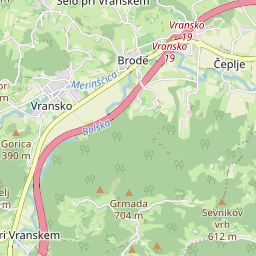 Selo pri Vranskem
Vransko
19
Brode
Vransko
19
Čeplje
Merinščica
Vransko
Bolska
Gorica
390 m
Grmada
704 m
Sevnikov
vrh
612 m
ri Vranskem